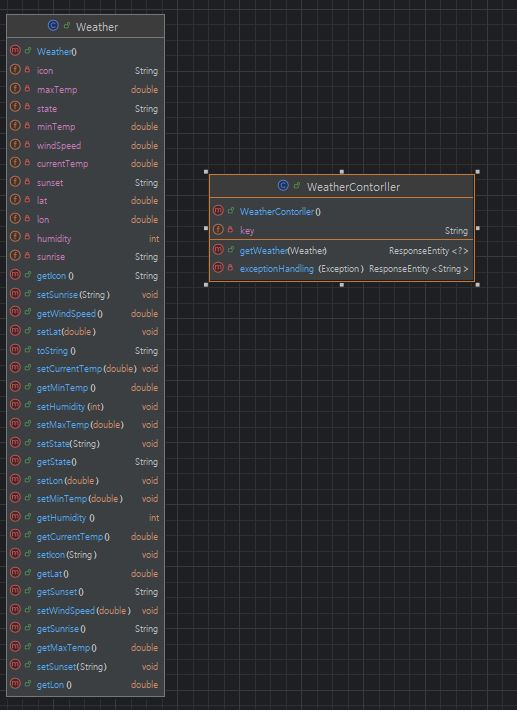 Weather
Weather()
icon String
maxTemp double
state String
minTemp double
windSpeed double
currentTemp double
sunset String
lat double
lon double
humidity int
sunrise String
getIcon () String
setSunrise(String) void
getWindSpeed() double
setLat(double) void
toString () String
setCurrentTemp(double) void
getMinTemp () double
setHumidity (int) void
setMaxTemp(double) void
setState(String) void
getState() String
setLon(double) void
setMinTemp(double) void
getHumidity () int
getCurrentTemp() double
setIcon(String) void
getLat() double
getSunset() String
setWindSpeed(double) void
getSunrise() String
getMaxTemp() double
setSunset(String) void
getLon () double
WeatherContorller
WeatherContorller()
key String
getWeather(Weather) ResponseEntity <?>
exceptionHandling (Exception) ResponseEntity <String>